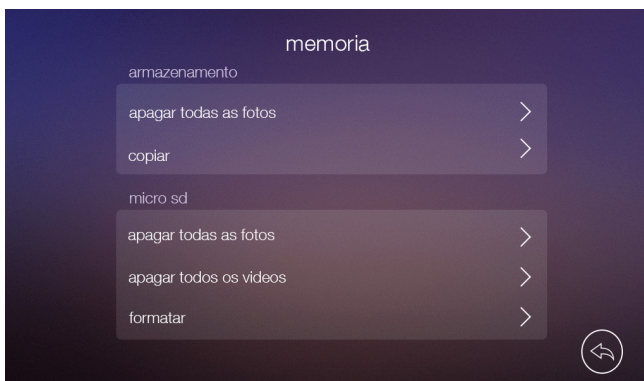 memoria
armazenamento
apagar todas as fotos
copiar
micro sd
apagar todas as fotos
apagar todos os videos
formatar